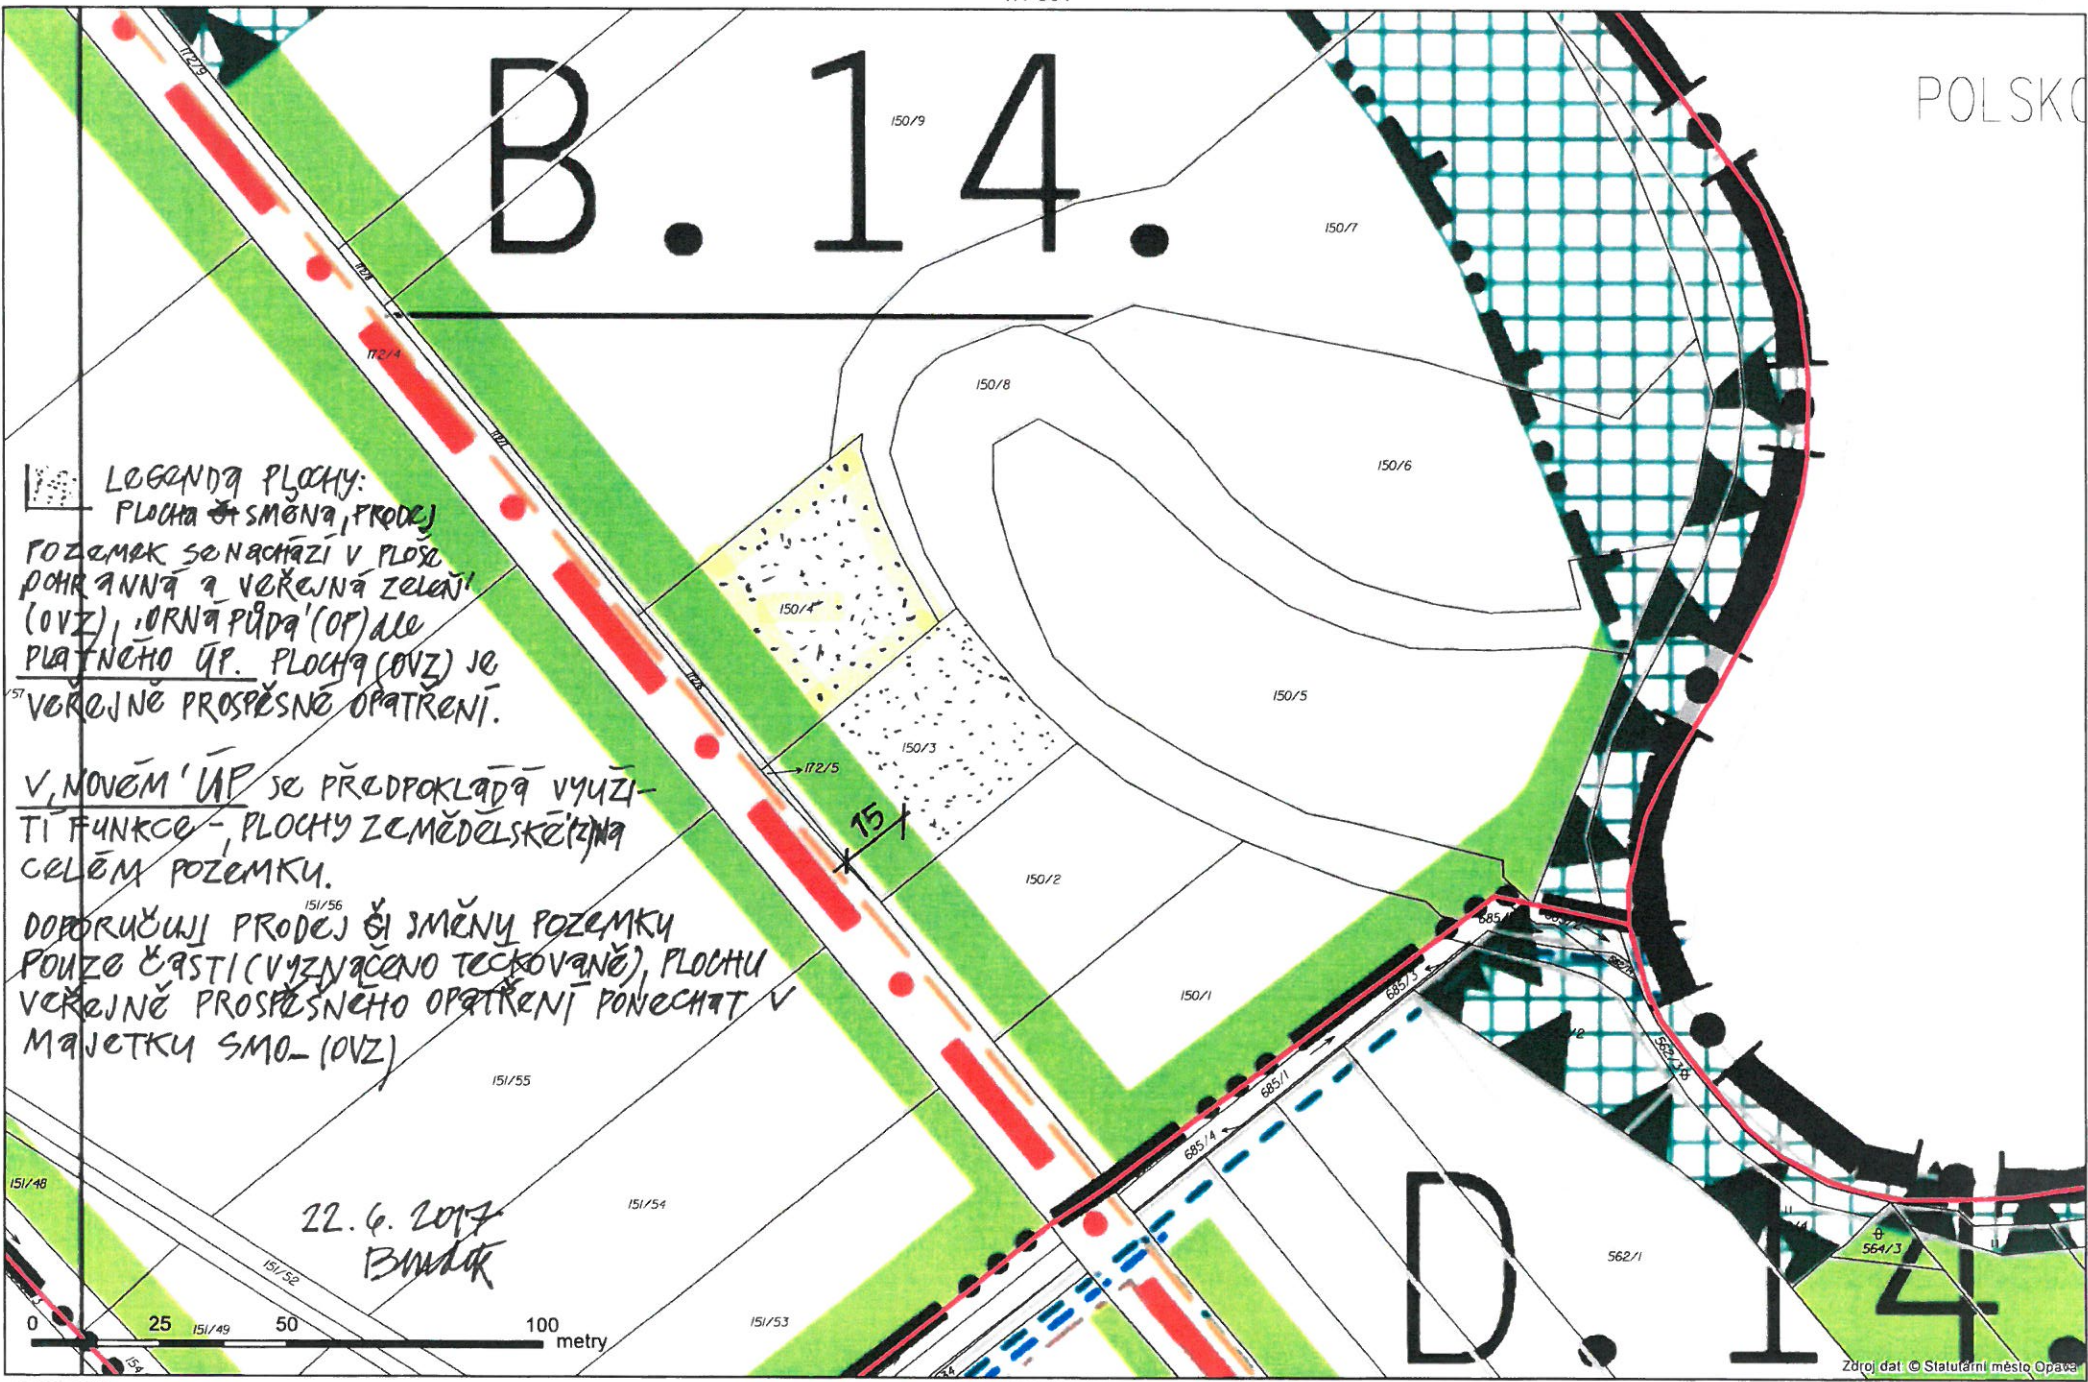 B.14.
POLSKO
172/9
150/9
150/7
172/4
150/8
150/6
LEGENDA PLOCHY:
PLOCHA SMĚNA, PRODEJ
POZEMEK SE NACHÁZÍ V PLOŠE
OCHRANNÁ A VEŘEJNÁ ZELEŇ'
(OVZ), 'ORNÁ PŮDA' (OP) dle
PLATNÉHO ÚP. PLOCHA (OVZ) JE
VEŘEJNĚ PROSPĚŠNÉ OPATŘENÍ.
150/4
150/5
150/3
172/5
15
V 'NOVÉM' ÚP SE PŘEDPOKLÁDÁ VYUŽI-
TÍ FUNKCE - 'PLOCHY ZEMĚDĚLSKÉ' (Z) NA
CELÉM POZEMKU.
150/2
151/56
DOPORUČUJI PRODEJ ČI SMĚNU POZEMKU
POUZE ČÁSTI (VYZNAČENO TEČKOVANĚ), PLOCHU
VEŘEJNĚ PROSPĚŠNÉHO OPATŘENÍ PONECHAT V
MAJETKU SMO - (OVZ)
150/1
685/3
562/3
151/55
685/1
685/4
151/48
151/54
22.6.2017
562/1
564/3
D.14.
151/52
151/53
151/49
0 25 50 100
metry
Zdroj dat: © Statutární město Opava